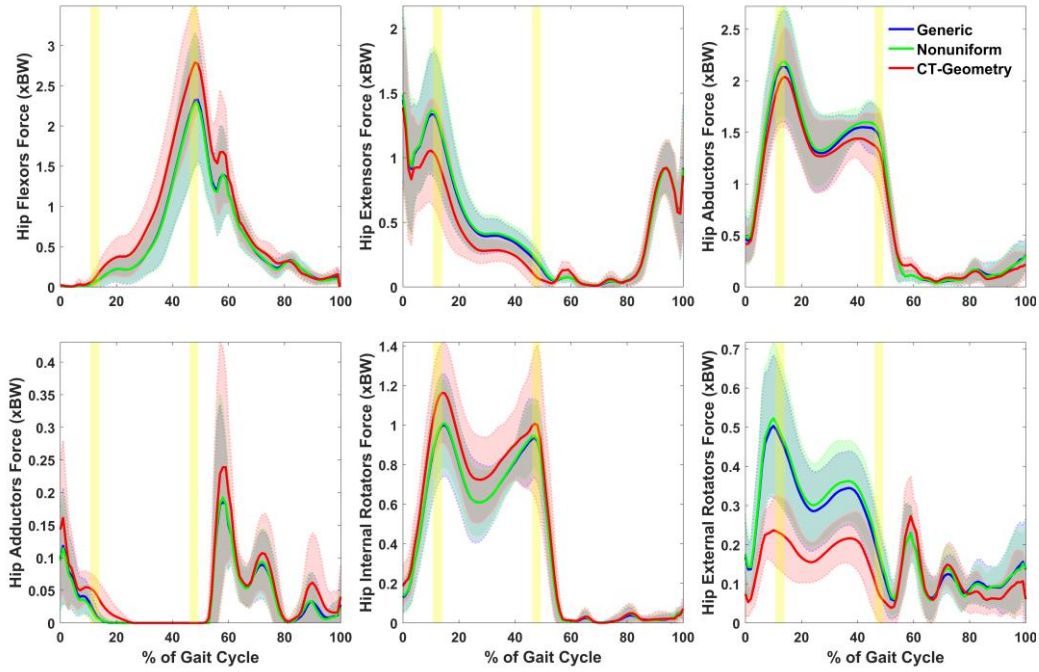 Hip Flexors Force (xBW)
3
2.5
2
1.5
1
0.5
0
0 20 40 60 80 100
Hip Extensors Force (xBW)
2
1.5
1
0.5
0
0 20 40 60 80 100
Hip Abductors Force (xBW)
2.5
2
1.5
1
0.5
0
0 20 40 60 80 100
Generic
Nonuniform
CT-Geometry
Hip Adductors Force (xBW)
0.4
0.35
0.3
0.25
0.2
0.15
0.1
0.05
0
0 20 40 60 80 100
% of Gait Cycle
Hip Internal Rotators Force (xBW)
1.4
1.2
1
0.8
0.6
0.4
0.2
0
0 20 40 60 80 100
% of Gait Cycle
Hip External Rotators Force (xBW)
0.7
0.6
0.5
0.4
0.3
0.2
0.1
0
0 20 40 60 80 100
% of Gait Cycle